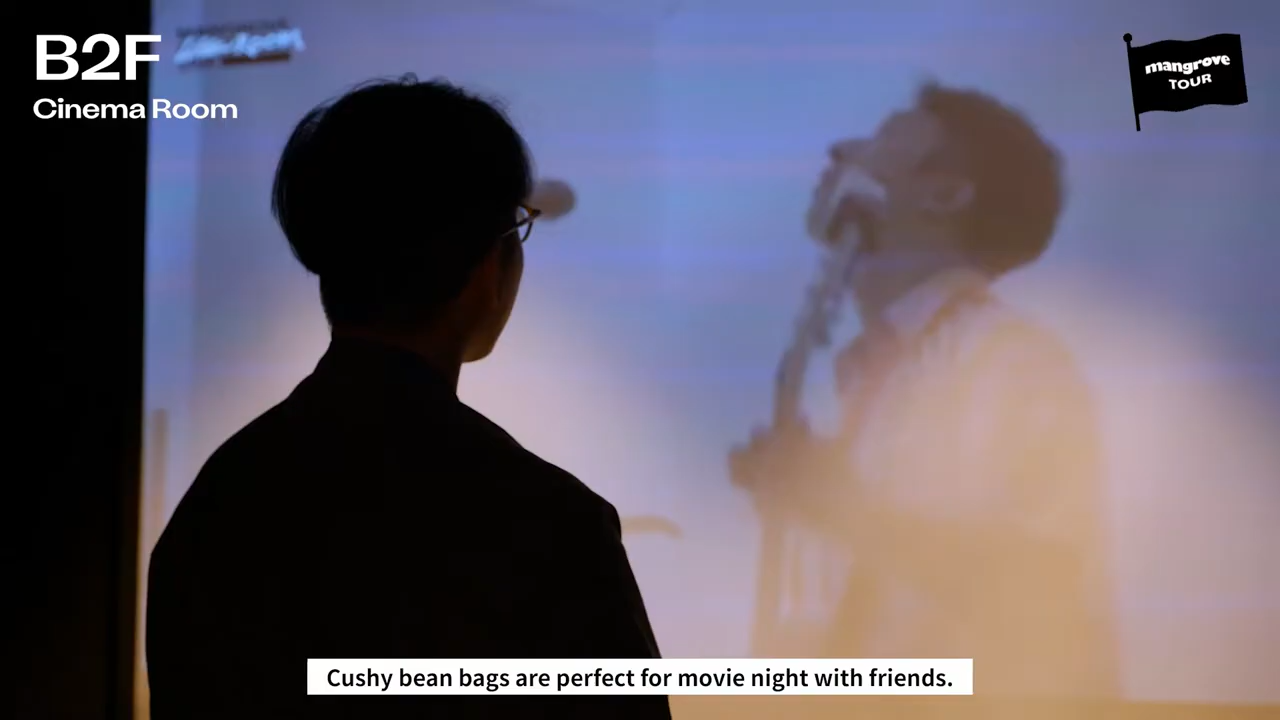 B2F
Cinema Room
mangrove
TOUR
Cushy bean bags are perfect for movie night with friends.